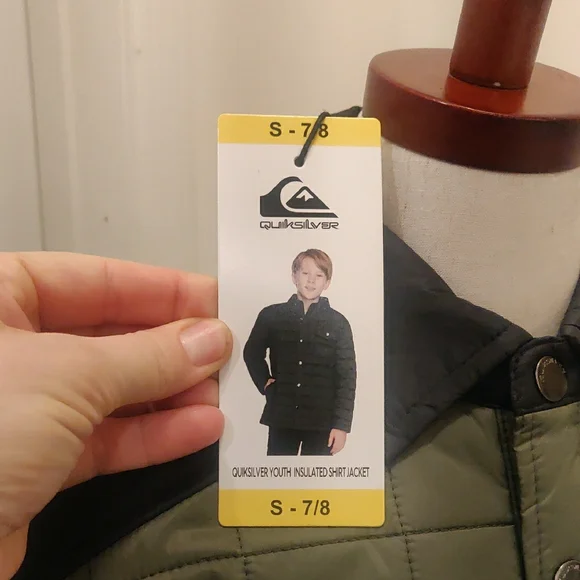 S - 7/8
QUIKSILVER
QUIKSILVER YOUTH INSULATED SHIRT JACKET
S - 7/8